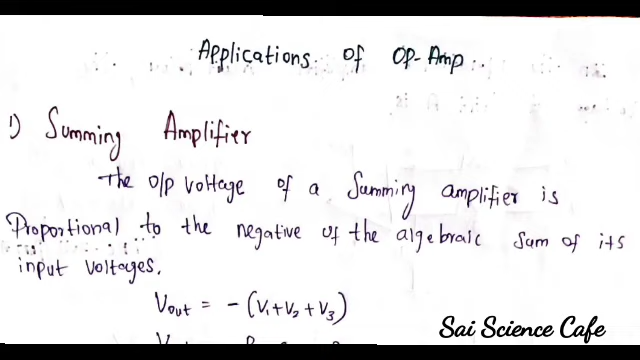 Applications of OP-Amp
1) Summing Amplifier
The o/p voltage of a Summing amplifier is
Proportional to the negative of the algebraic sum of its
input voltages.
Vout = - (V1+V2+V3)
Sai Science Cafe